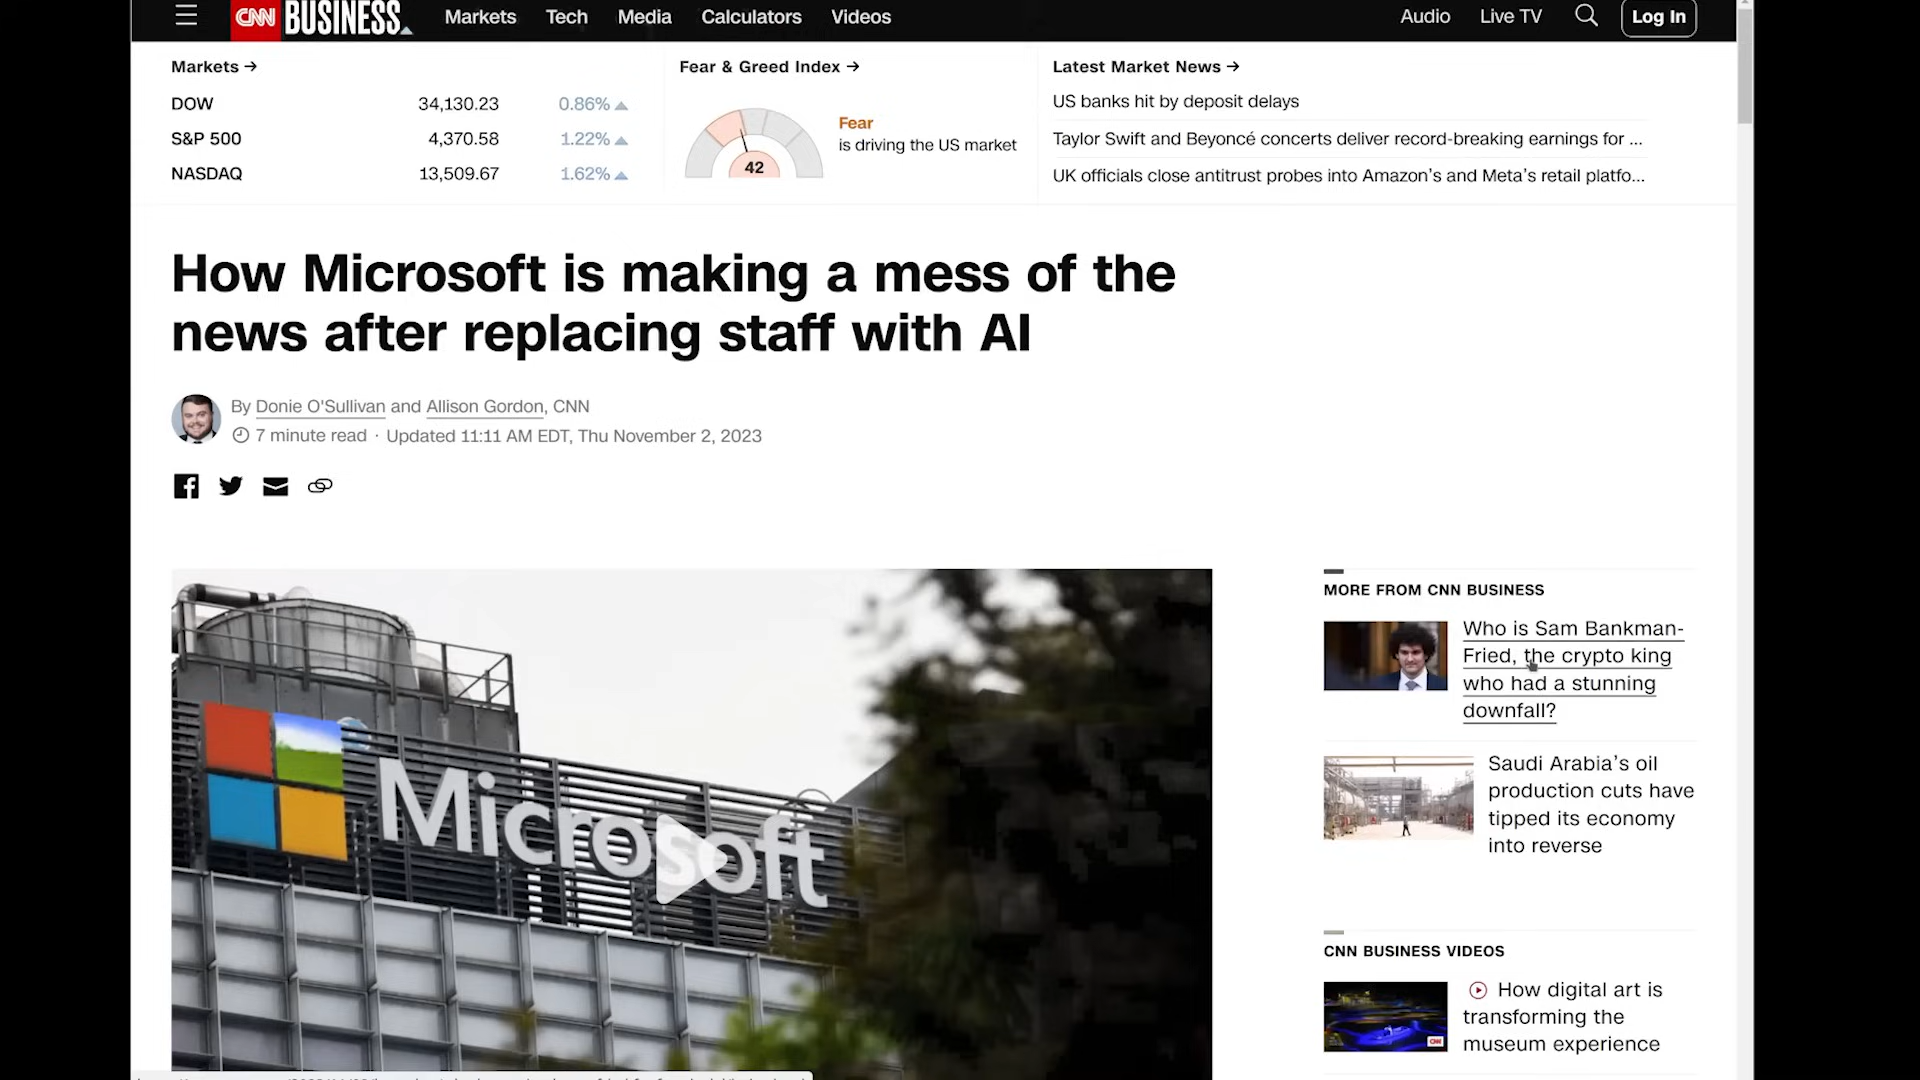 CNN BUSINESS
Markets Tech Media Calculators Videos
Audio Live TV Log In
Markets →
DOW 34,130.23 0.86%
S&P 500 4,370.58 1.22%
NASDAQ 13,509.67 1.62%
Fear & Greed Index →
42
Fear
is driving the US market
Latest Market News →
US banks hit by deposit delays
Taylor Swift and Beyoncé concerts deliver record-breaking earnings for ...
UK officials close antitrust probes into Amazon’s and Meta’s retail platfo...
How Microsoft is making a mess of the
news after replacing staff with AI
By Donie O'Sullivan and Allison Gordon, CNN
7 minute read · Updated 11:11 AM EDT, Thu November 2, 2023
Microsoft
MORE FROM CNN BUSINESS
Who is Sam Bankman-
Fried, the crypto king
who had a stunning
downfall?
Saudi Arabia’s oil
production cuts have
tipped its economy
into reverse
CNN BUSINESS VIDEOS
How digital art is
transforming the
museum experience
CNN